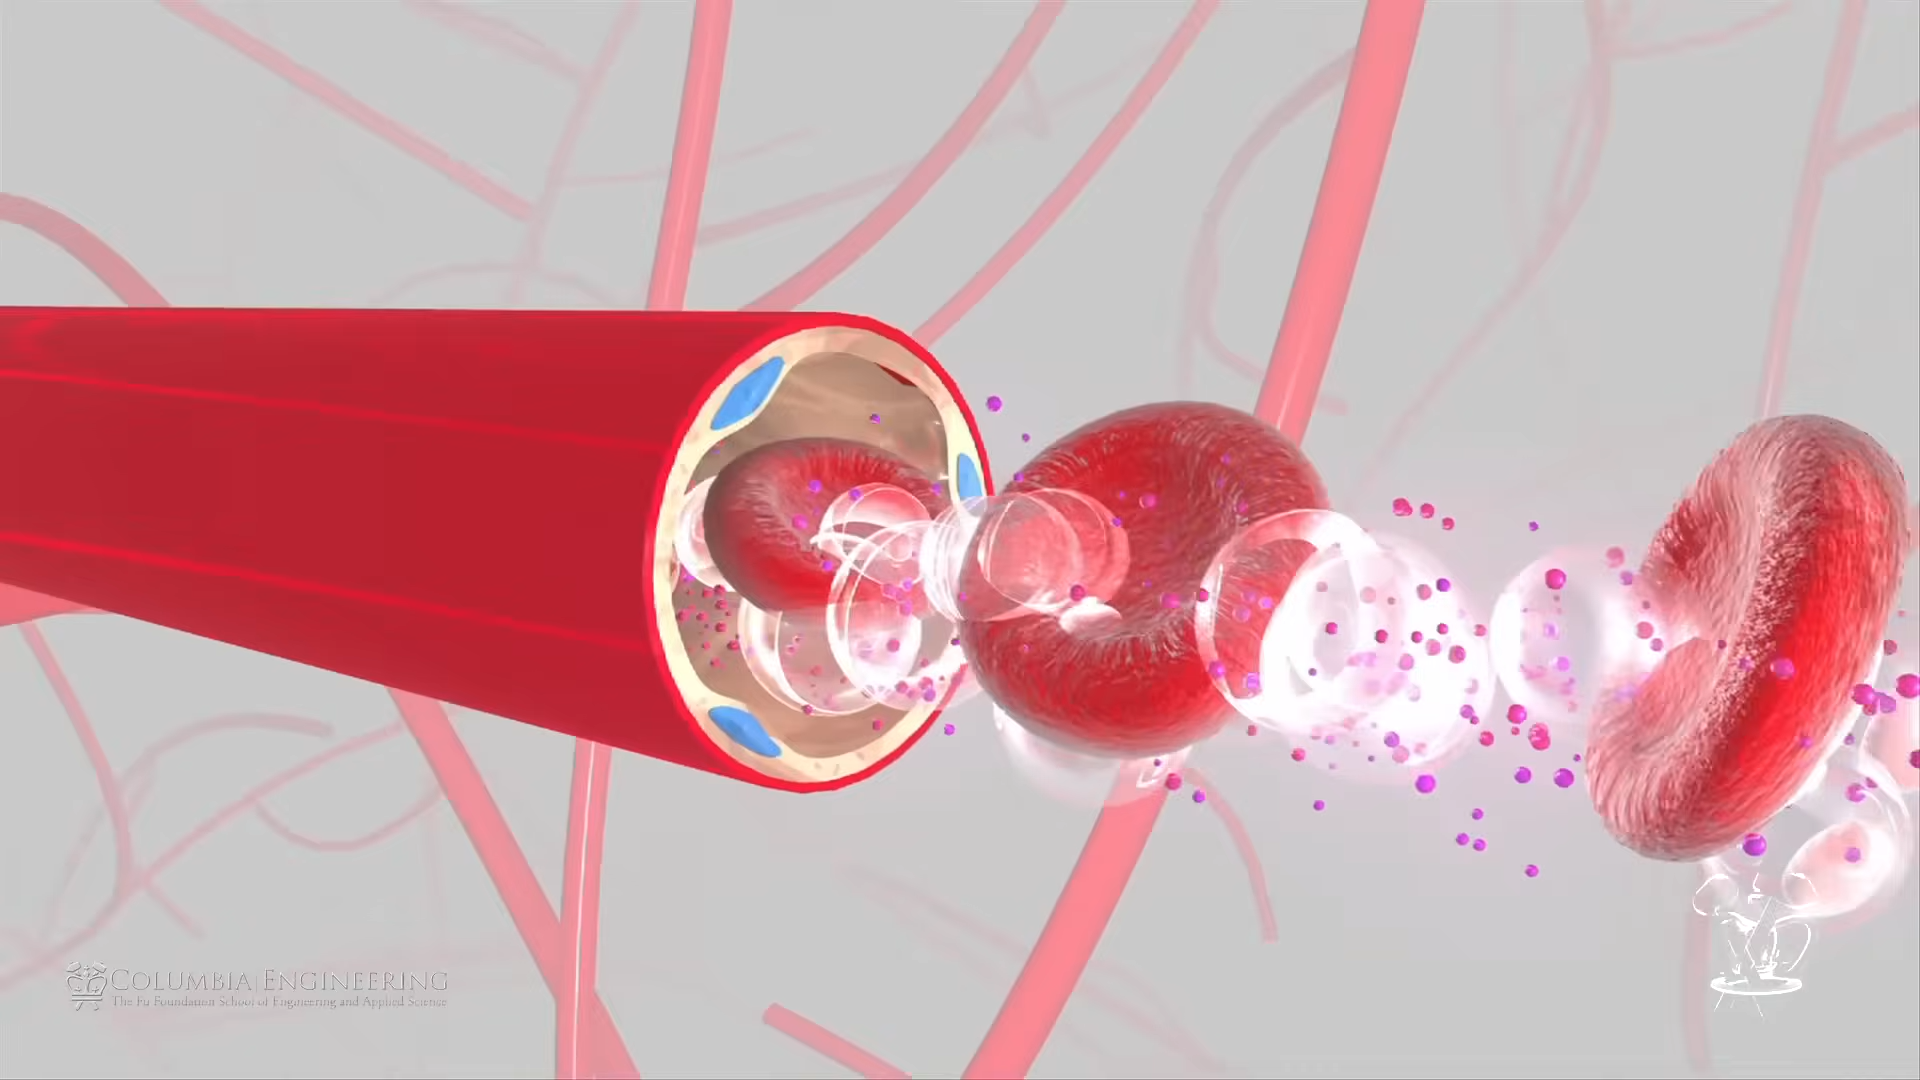 COLUMBIA ENGINEERING
The Fu Foundation School of Engineering and Applied Science